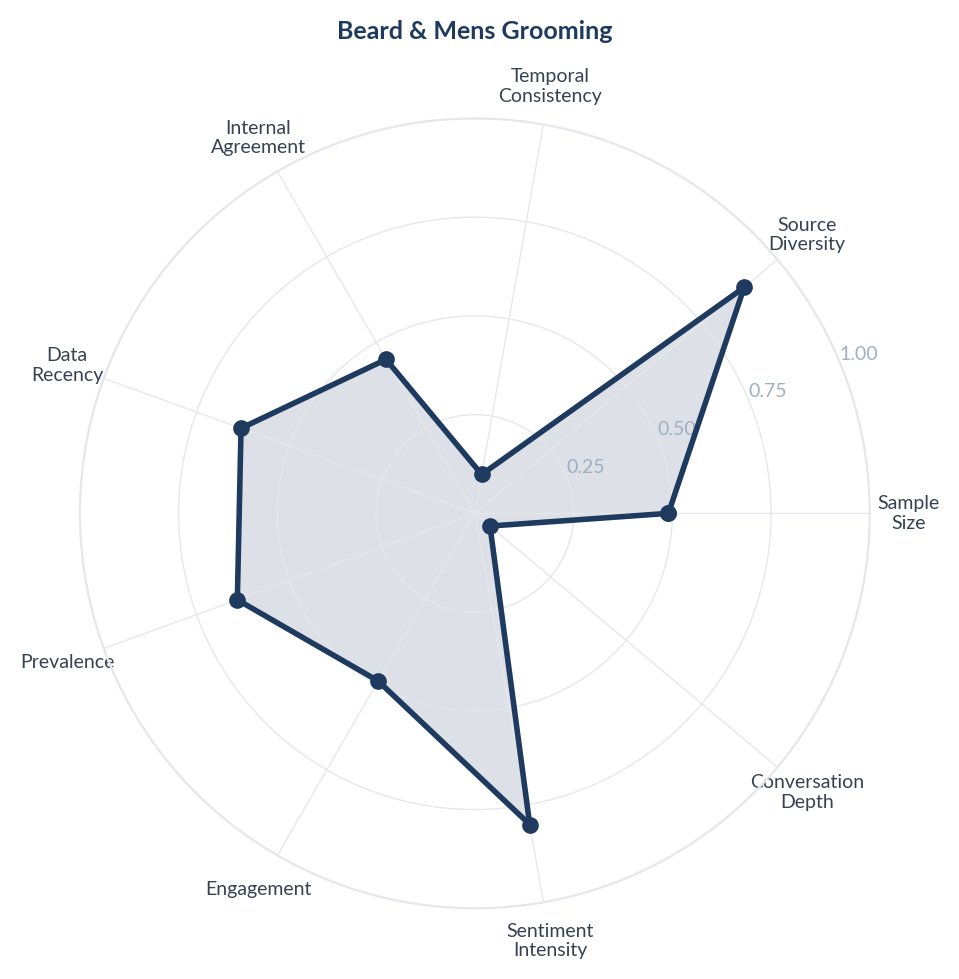 Beard & Mens Grooming
Temporal
Consistency
Internal
Agreement
Source
Diversity
Data
Recency
1.00
0.75
0.50
0.25
Sample
Size
Prevalence
Conversation
Depth
Engagement
Sentiment
Intensity